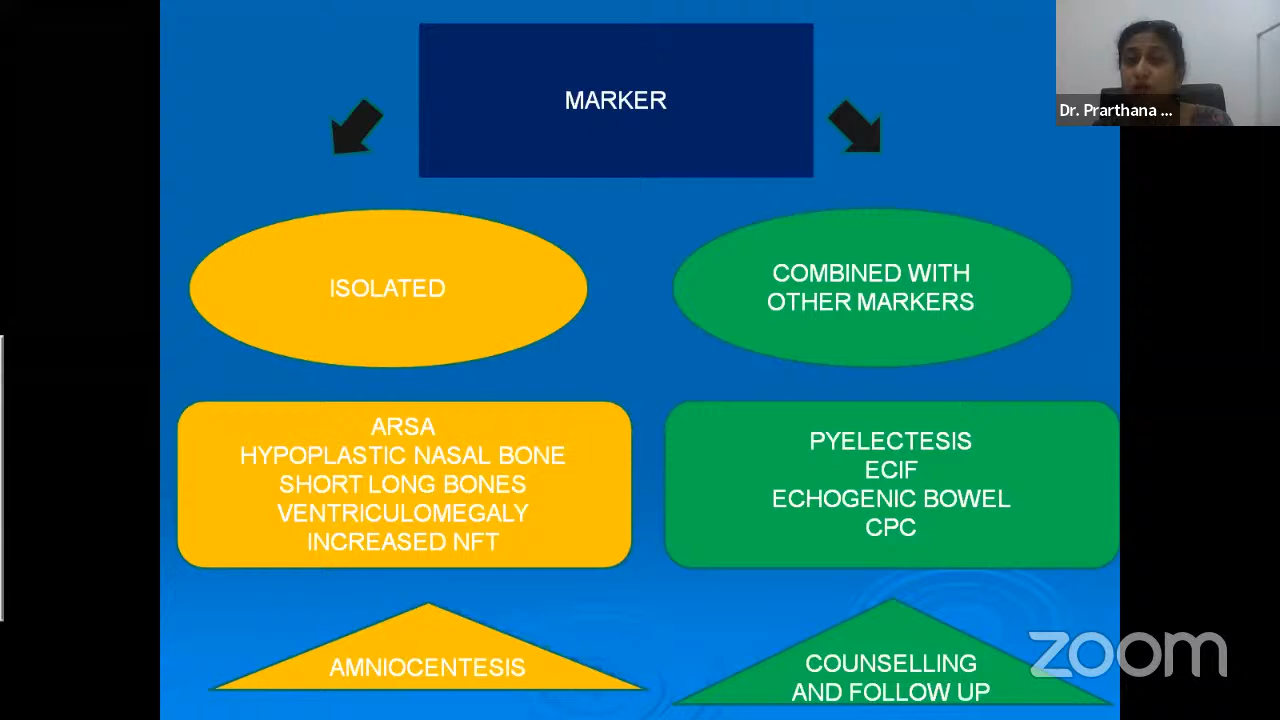 MARKER
Dr. Prarthana ...
ISOLATED
COMBINED WITH
OTHER MARKERS
ARSA
HYPOPLASTIC NASAL BONE
SHORT LONG BONES
VENTRICULOMEGALY
INCREASED NFT
PYELECTESIS
ECIF
ECHOGENIC BOWEL
CPC
AMNIOCENTESIS
COUNSELLING
AND FOLLOW UP
zoom